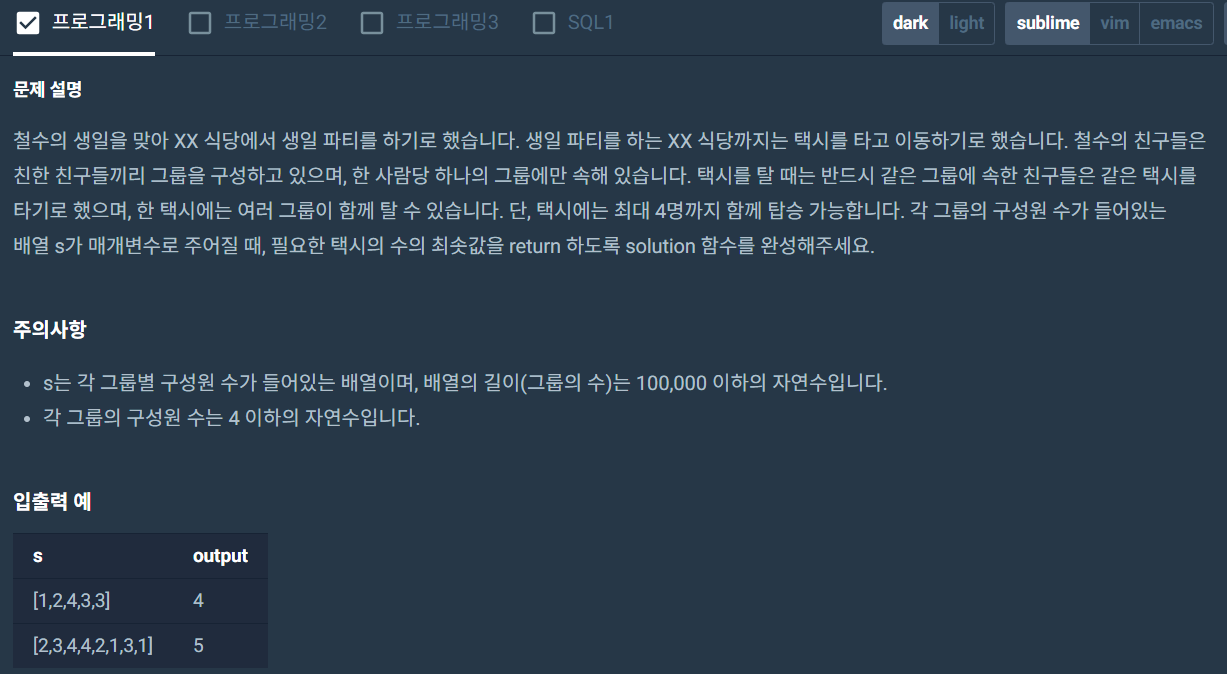 프로그래밍1 프로그래밍2 프로그래밍3 SQL1 dark light sublime vim emacs
문제 설명
철수의 생일을 맞아 XX 식당에서 생일 파티를 하기로 했습니다. 생일 파티를 하는 XX 식당까지는 택시를 타고 이동하기로 했습니다. 철수의 친구들은
친한 친구들끼리 그룹을 구성하고 있으며, 한 사람당 하나의 그룹에만 속해 있습니다. 택시를 탈 때는 반드시 같은 그룹에 속한 친구들은 같은 택시를
타기로 했으며, 한 택시에는 여러 그룹이 함께 탈 수 있습니다. 단, 택시에는 최대 4명까지 함께 탑승 가능합니다. 각 그룹의 구성원 수가 들어있는
배열 s가 매개변수로 주어질 때, 필요한 택시의 수의 최솟값을 return 하도록 solution 함수를 완성해주세요.
주의사항
• s는 각 그룹별 구성원 수가 들어있는 배열이며, 배열의 길이(그룹의 수)는 100,000 이하의 자연수입니다.
• 각 그룹의 구성원 수는 4 이하의 자연수입니다.
입출력 예
s output
[1,2,4,3,3] 4
[2,3,4,4,2,1,3,1] 5